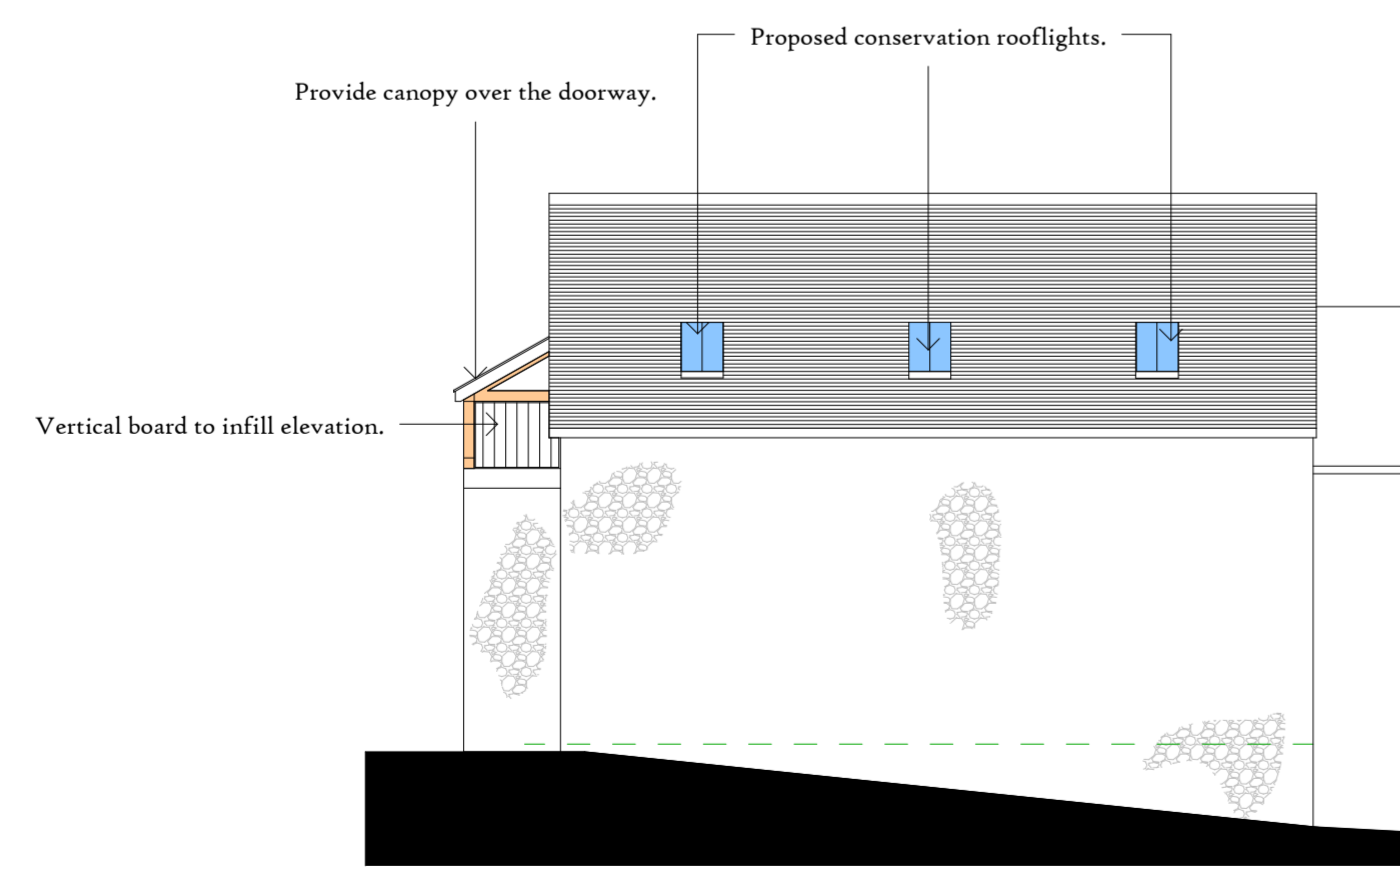 Proposed conservation rooflights.
Provide canopy over the doorway.
Vertical board to infill elevation.